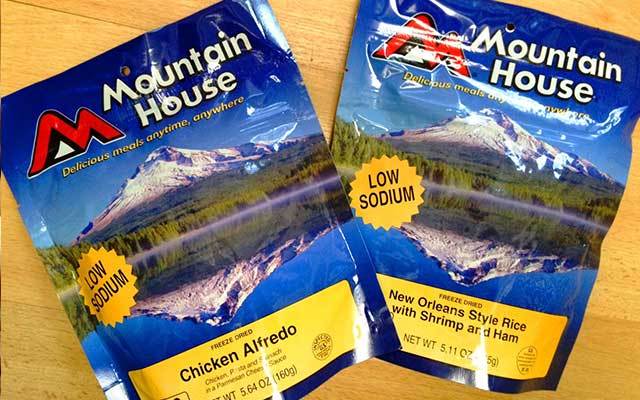 Mountain
House
Delicious meals anytime, anywhere
LOW
SODIUM
FREEZE DRIED
Chicken Alfredo
Chicken, Pasta and Spinach
in a Parmesan Cheese Sauce
NET WT 5.64 OZ (160g)
Mountain
House
Delicious meals anywhere
LOW
SODIUM
FREEZE DRIED
New Orleans Style Rice
with Shrimp and Ham
NET WT 5.11 OZ